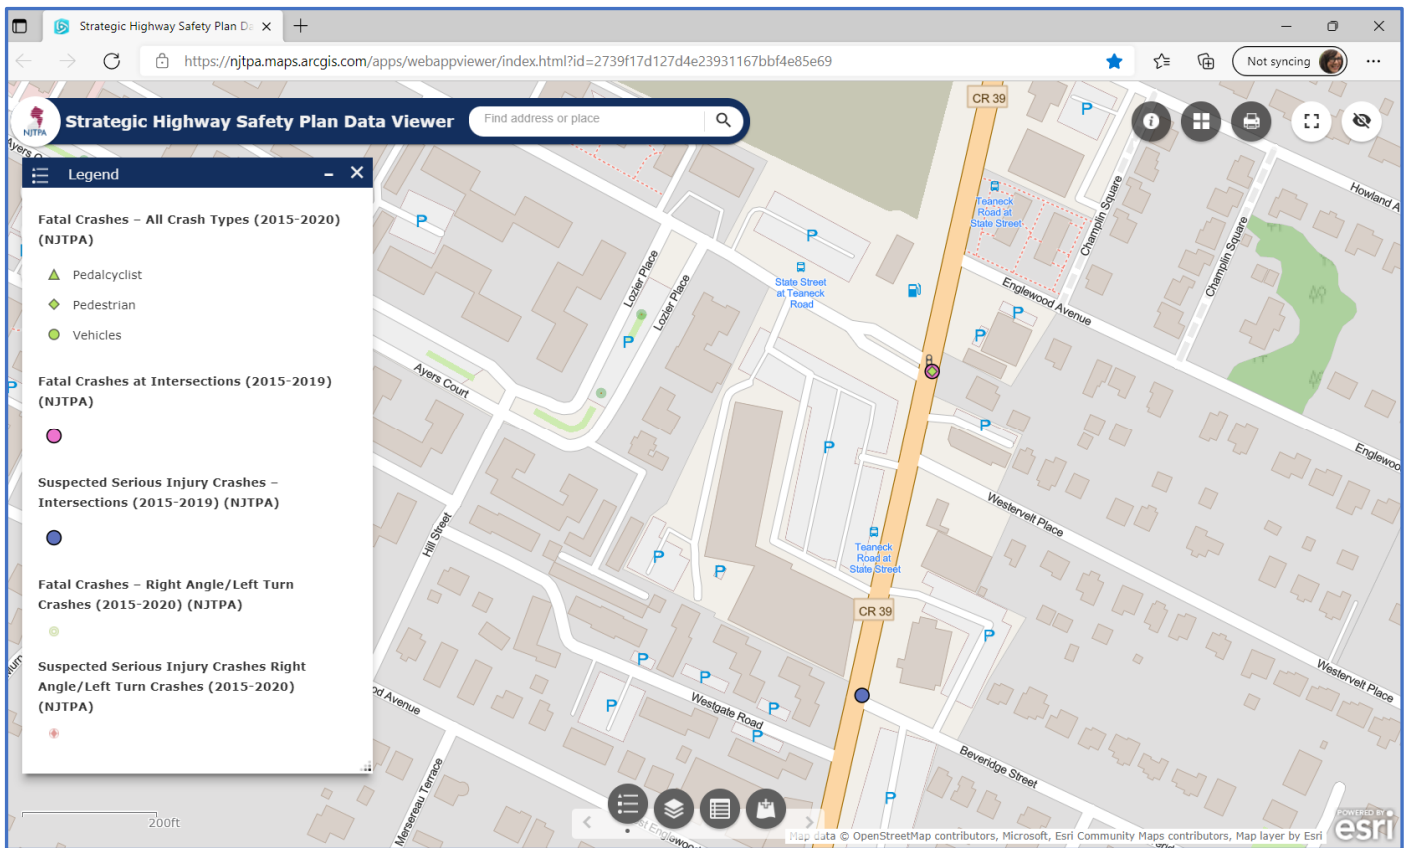 Strategic Highway Safety Plan Da
https://njtpa.maps.arcgis.com/apps/webappviewer/index.html?id=2739f17d127d4e23931167bbf4e85e69
Not syncing
NJTPA
Strategic Highway Safety Plan Data Viewer
Find address or place
Legend
Fatal Crashes – All Crash Types (2015-2020)
(NJTPA)
Pedalcyclist
Pedestrian
Vehicles
Fatal Crashes at Intersections (2015-2019)
(NJTPA)
Suspected Serious Injury Crashes –
Intersections (2015-2019) (NJTPA)
Fatal Crashes – Right Angle/Left Turn
Crashes (2015-2020) (NJTPA)
Suspected Serious Injury Crashes Right
Angle/Left Turn Crashes (2015-2020)
(NJTPA)
200ft
CR 39
P
Howland A
Champlin Square
Champlin Square
Teaneck
Road at
State Street
P
P
State Street
at Teaneck
Road
Lozier Place
Lozier Place
Englewood Avenue
P
P
Ayers Court
P
P
Englewoo
Westervelt Place
Hill Street
Teaneck
Road at
State Street
P
P
CR 39
P
P
P
Westervelt Place
od Avenue
P
Westgate Road
P
P
Beveridge Street
Mersereau Terrace
P
st Englewoo
Map data © OpenStreetMap contributors, Microsoft, Esri Community Maps contributors, Map layer by Esri
POWERED BY
esri